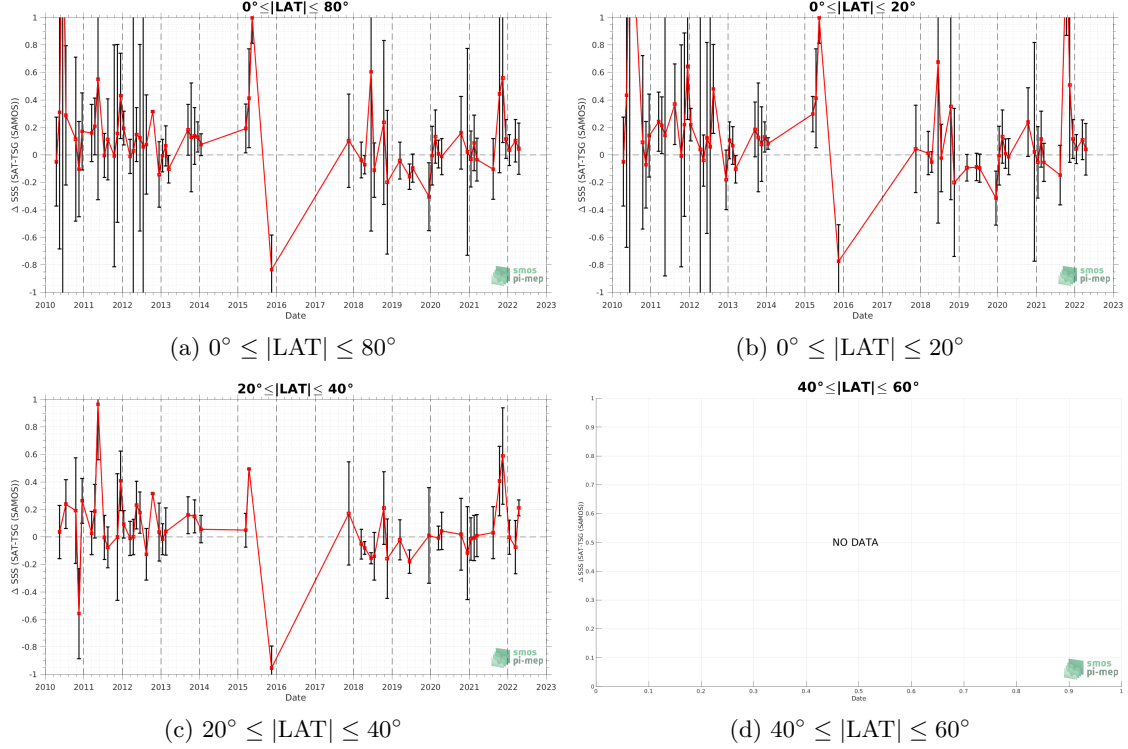 0°≤|LAT|≤ 80°
Δ SSS (SAT-TSG (SAMOS))
1
0.8
0.6
0.4
0.2
0
-0.2
-0.4
-0.6
-0.8
-1
2010 2011 2012 2013 2014 2015 2016 2017 2018 2019 2020 2021 2022 2023
Date
smos
pi-mep
(a) 0° ≤ |LAT| ≤ 80°
0°≤|LAT|≤ 20°
Δ SSS (SAT-TSG (SAMOS))
1
0.8
0.6
0.4
0.2
0
-0.2
-0.4
-0.6
-0.8
-1
2010 2011 2012 2013 2014 2015 2016 2017 2018 2019 2020 2021 2022 2023
Date
smos
pi-mep
(b) 0° ≤ |LAT| ≤ 20°
20°≤|LAT|≤ 40°
Δ SSS (SAT-TSG (SAMOS))
1
0.8
0.6
0.4
0.2
0
-0.2
-0.4
-0.6
-0.8
-1
2010 2011 2012 2013 2014 2015 2016 2017 2018 2019 2020 2021 2022 2023
Date
smos
pi-mep
(c) 20° ≤ |LAT| ≤ 40°
40°≤|LAT|≤ 60°
Δ SSS (SAT-TSG (SAMOS))
1
0.9
0.8
0.7
0.6
0.5
0.4
0.3
0.2
0.1
0
NO DATA
0 0.1 0.2 0.3 0.4 0.5 0.6 0.7 0.8 0.9 1
Date
smos
pi-mep
(d) 40° ≤ |LAT| ≤ 60°